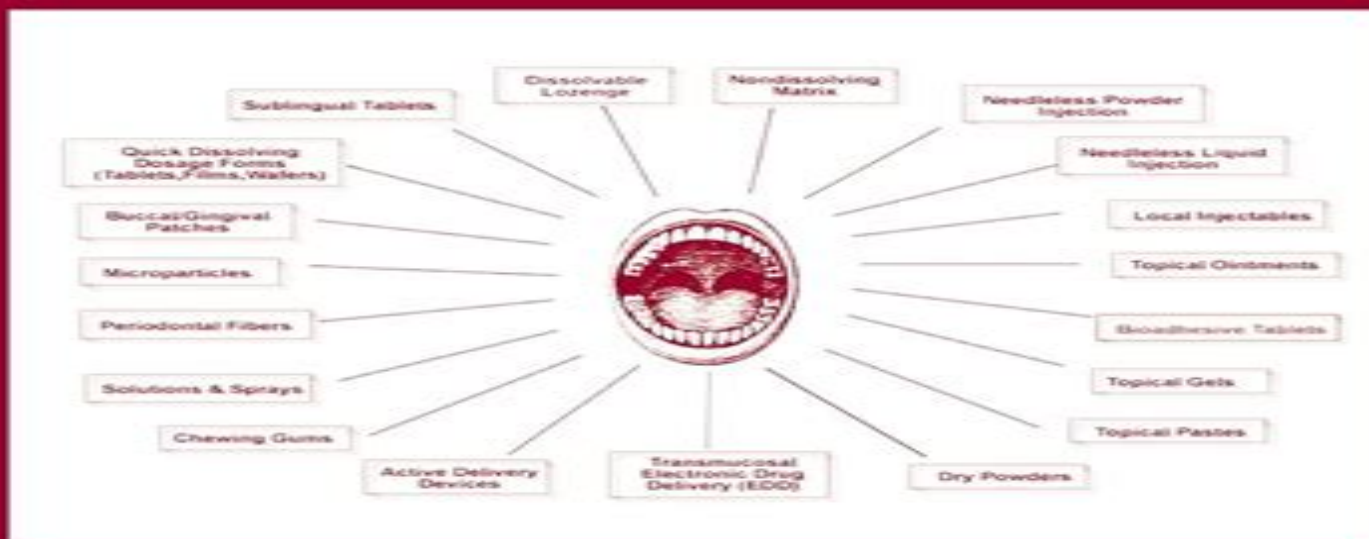 Dissolvable
Lozenge
Nondissolving
Matrix
Sublingual Tablets
Needleless Powder
Injection
Quick Dissolving
Dosage Forms
(Tablets,Films,Wafers)
Needleless Liquid
Injection
Buccal/Gingival
Patches
Local Injectables
Microparticles
Topical Ointments
Periodontal Fibers
Bioadhesive Tablets
Solutions & Sprays
Topical Gels
Chewing Gums
Topical Pastes
Active Delivery
Devices
Transmucosal
Electronic Drug
Delivery (EDD)
Dry Powders